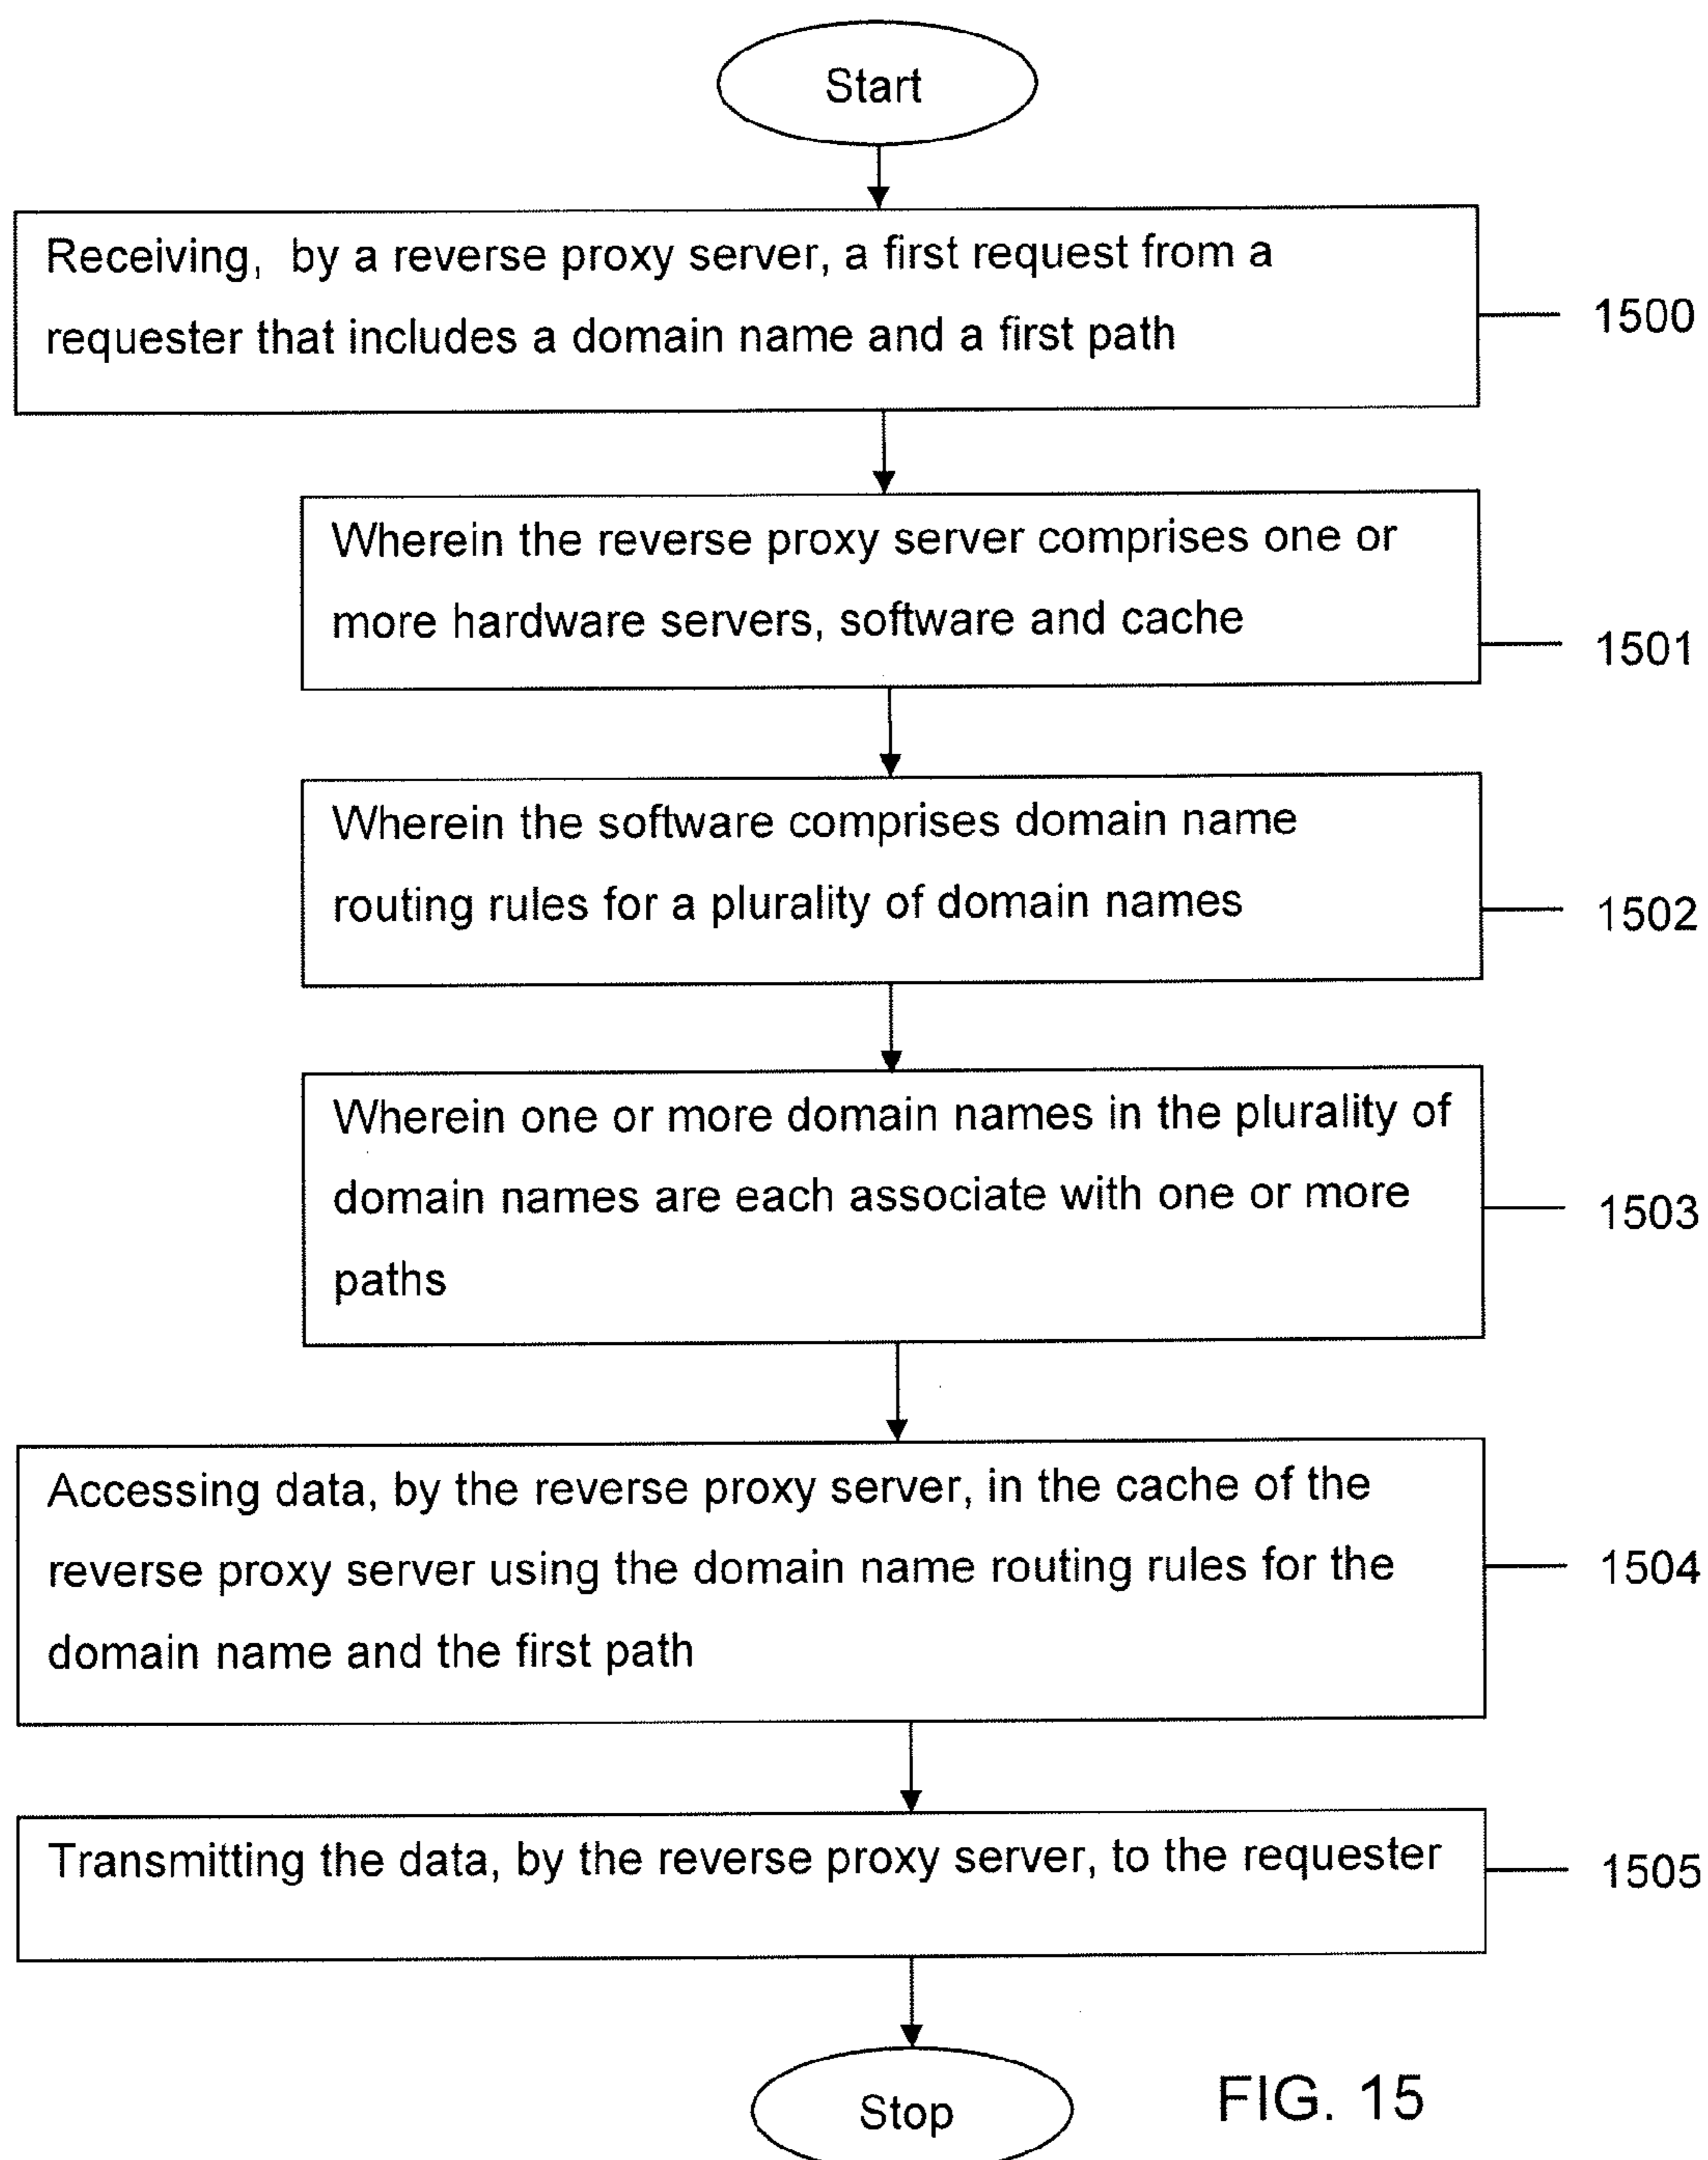 Start
Receiving, by a reverse proxy server, a first request from a
requester that includes a domain name and a first path
1500
Wherein the reverse proxy server comprises one or
more hardware servers, software and cache
1501
Wherein the software comprises domain name
routing rules for a plurality of domain names
1502
Wherein one or more domain names in the plurality of
domain names are each associate with one or more
paths
1503
Accessing data, by the reverse proxy server, in the cache of the
reverse proxy server using the domain name routing rules for the
domain name and the first path
1504
Transmitting the data, by the reverse proxy server, to the requester
1505
Stop
FIG. 15